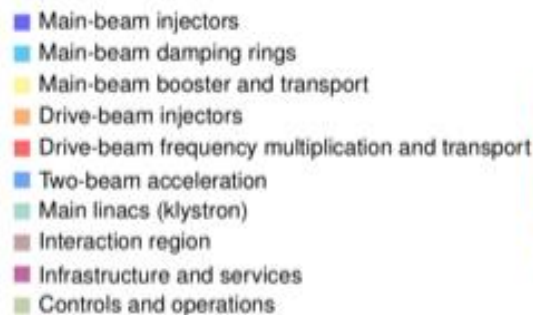 Main-beam injectors
Main-beam damping rings
Main-beam booster and transport
Drive-beam injectors
Drive-beam frequency multiplication and transport
Two-beam acceleration
Main linacs (klystron)
Interaction region
Infrastructure and services
Controls and operations